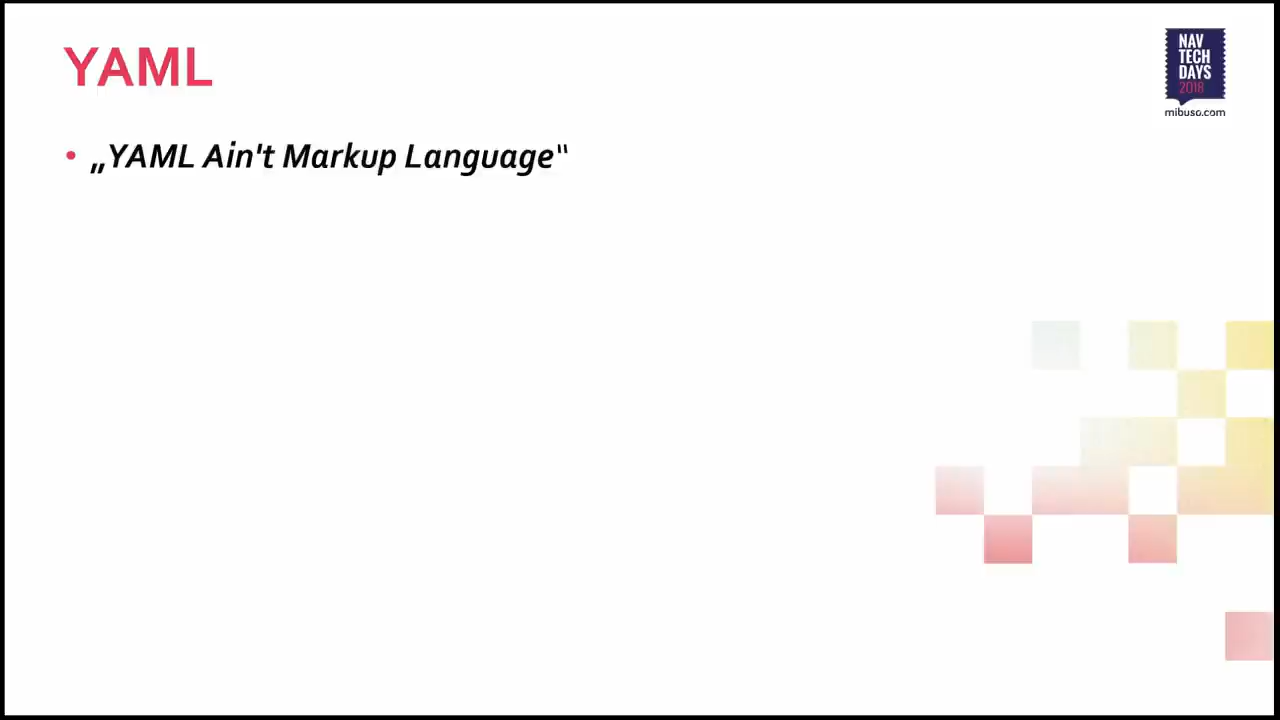 YAML
• „YAML Ain't Markup Language“
NAV
TECH
DAYS
2018
mibuso.com